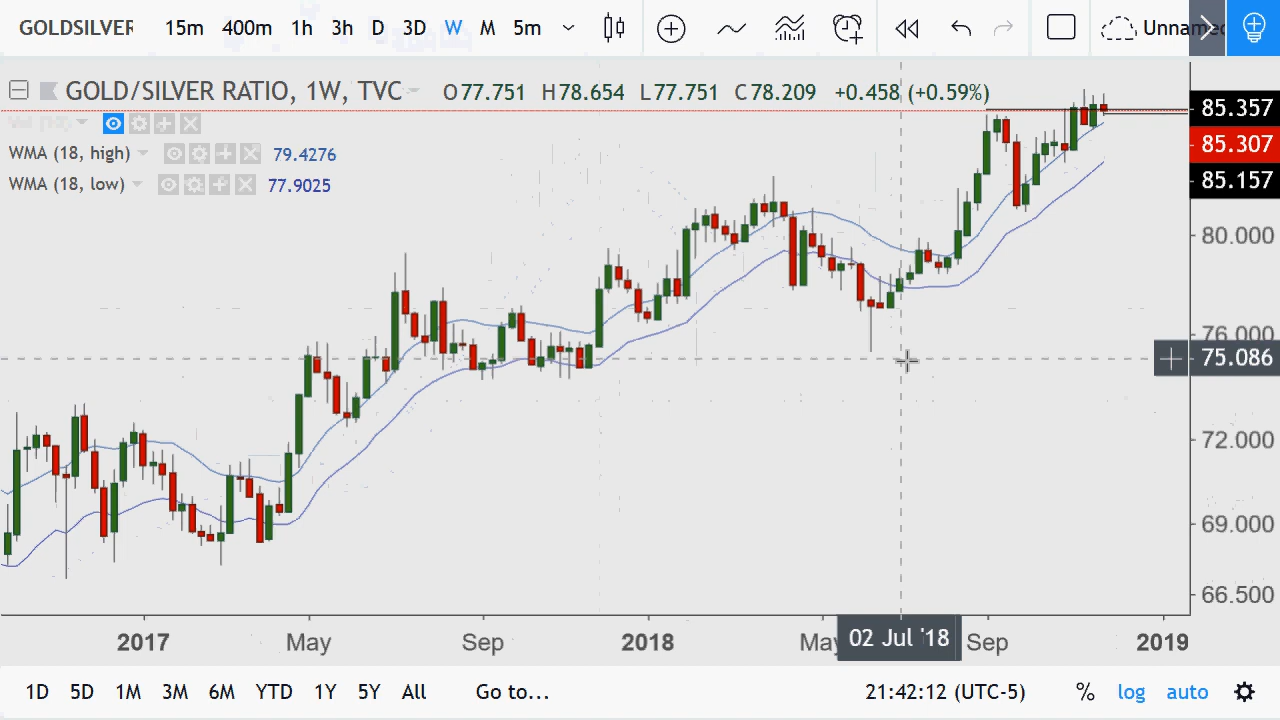 GOLDSILVER 15m 400m 1h 3h D 3D W M 5m
GOLD/SILVER RATIO, 1W, TVC O77.751 H78.654 L77.751 C78.209 +0.458 (+0.59%)
WMA (18, high) 79.4276
WMA (18, low) 77.9025
85.357
85.307
85.157
80.000
76.000
75.086
72.000
69.000
66.500
2017 May Sep 2018 02 Jul '18 Sep 2019
1D 5D 1M 3M 6M YTD 1Y 5Y All Go to... 21:42:12 (UTC-5) % log auto